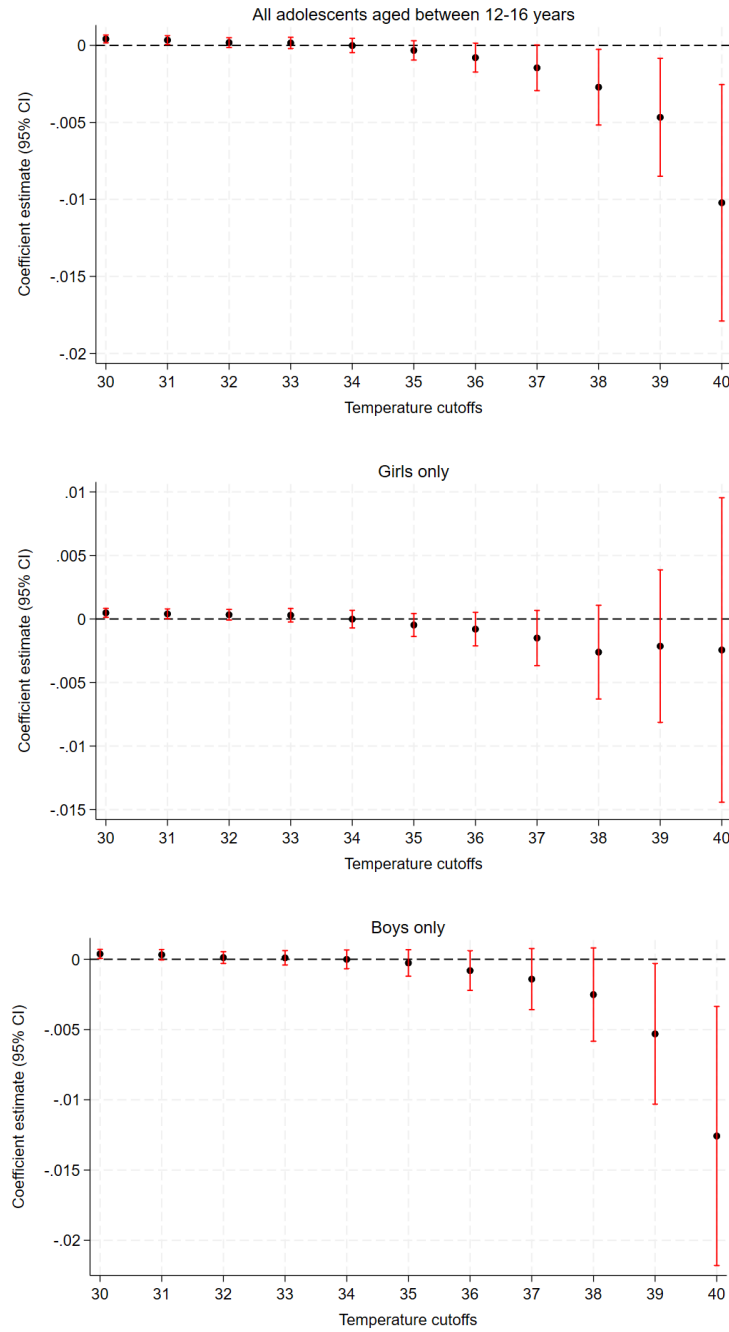 All adolescents aged between 12-16 years
0
-.005
-.01
-.015
-.02
Coefficient estimate (95% CI)
30 31 32 33 34 35 36 37 38 39 40
Temperature cutoffs
Girls only
.01
.005
0
-.005
-.01
-.015
Coefficient estimate (95% CI)
30 31 32 33 34 35 36 37 38 39 40
Temperature cutoffs
Boys only
0
-.005
-.01
-.015
-.02
Coefficient estimate (95% CI)
30 31 32 33 34 35 36 37 38 39 40
Temperature cutoffs